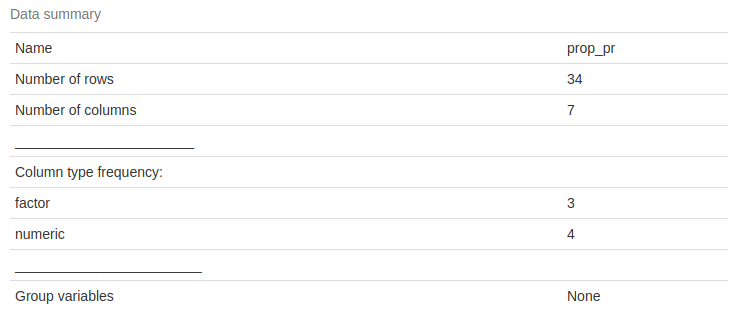 Data summary
Name prop_pr
Number of rows 34
Number of columns 7
_______________________
Column type frequency:
factor 3
numeric 4
________________________
Group variables None